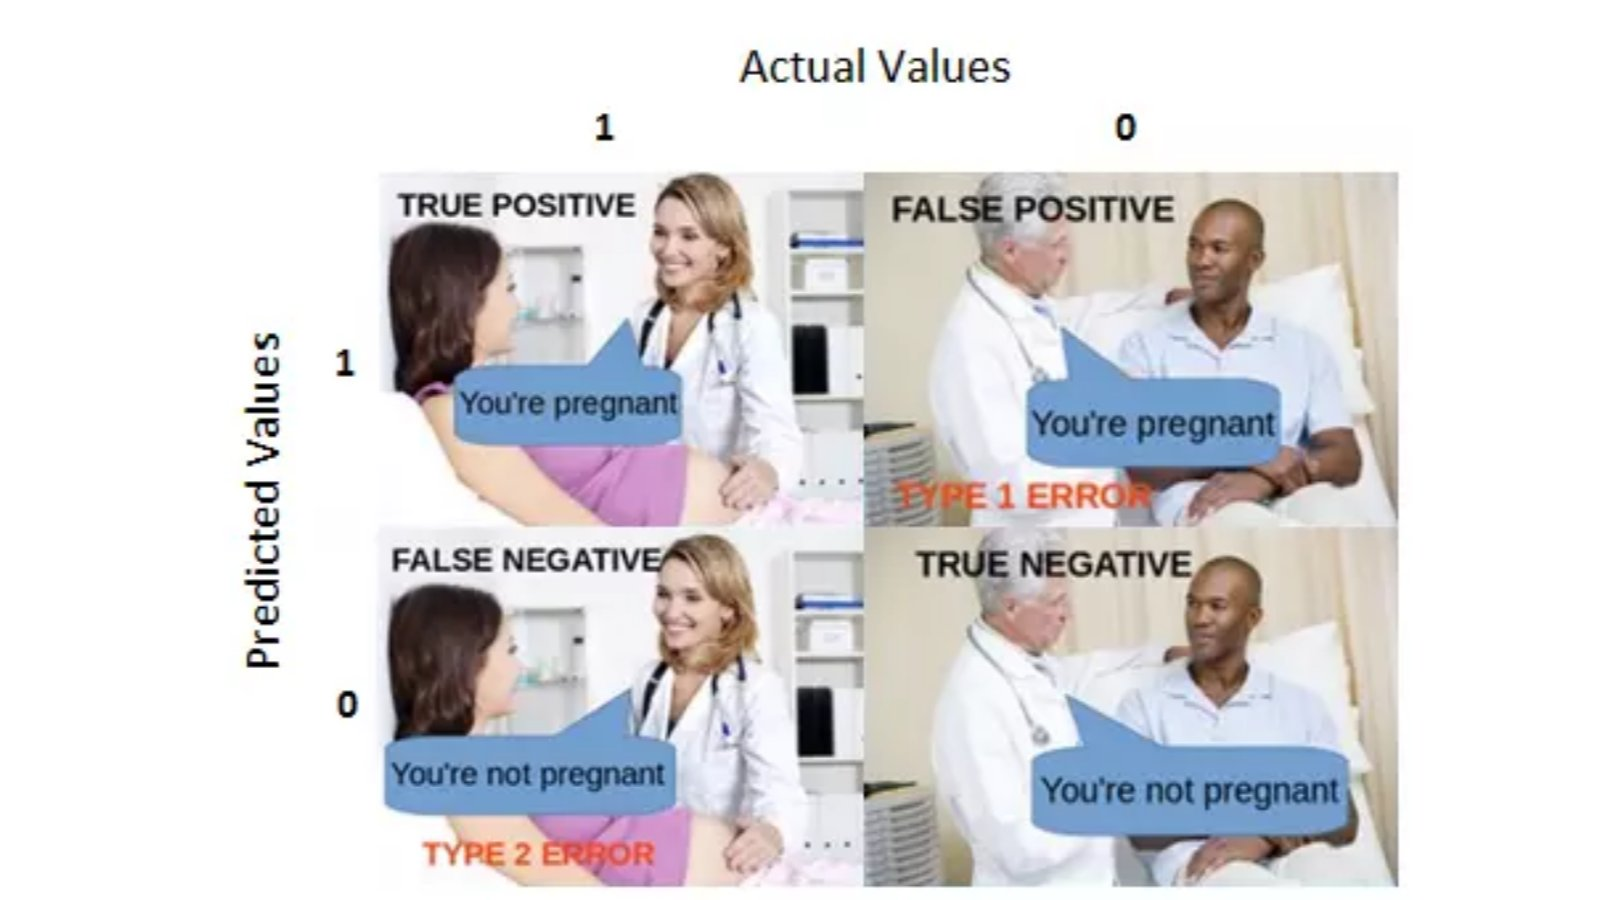 Actual Values
1
0
Predicted Values
1
0
TRUE POSITIVE
You're pregnant
FALSE POSITIVE
You're pregnant
TYPE 1 ERROR
FALSE NEGATIVE
You're not pregnant
TYPE 2 ERROR
TRUE NEGATIVE
You're not pregnant